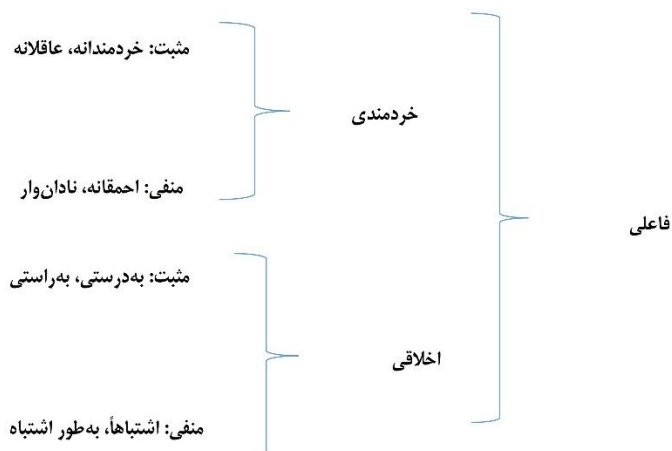 مثبت: خردمندانه، عاقلانه
خردمندی
منفی: احمقانه، نادان‌وار
فاعلی
مثبت: به‌درستی، به‌راستی
اخلاقی
منفی: اشتباهاً، به‌طور اشتباه